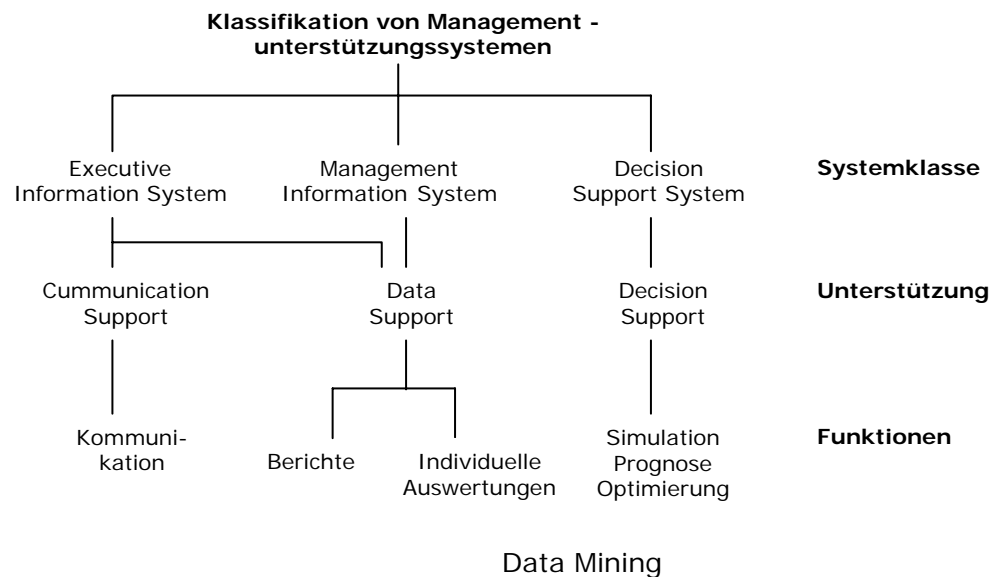 Klassifikation von Management -
unterstützungssystemen
Executive
Information System
Management
Information System
Decision
Support System
Systemklasse
Cummunication
Support
Data
Support
Decision
Support
Unterstützung
Kommuni-
kation
Berichte
Individuelle
Auswertungen
Simulation
Prognose
Optimierung
Funktionen
Data Mining